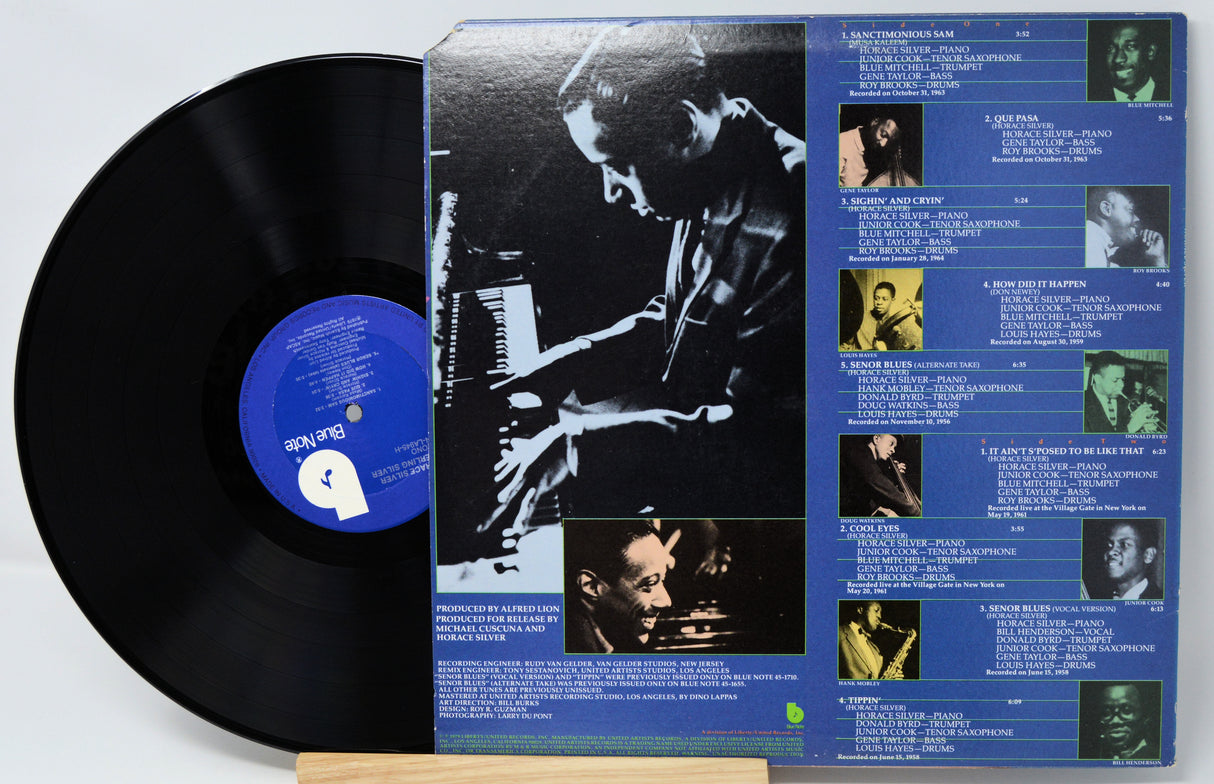 Side One
1. SANCTIMONIOUS SAM 3:52
(MUSA KALEEM)
HORACE SILVER—PIANO
JUNIOR COOK—TENOR SAXOPHONE
BLUE MITCHELL—TRUMPET
GENE TAYLOR—BASS
ROY BROOKS—DRUMS
Recorded on October 31, 1963
BLUE MITCHELL
2. QUE PASA 5:36
(HORACE SILVER)
HORACE SILVER—PIANO
GENE TAYLOR—BASS
ROY BROOKS—DRUMS
Recorded on October 31, 1963
GENE TAYLOR
3. SIGHIN' AND CRYIN' 5:24
(HORACE SILVER)
HORACE SILVER—PIANO
JUNIOR COOK—TENOR SAXOPHONE
BLUE MITCHELL—TRUMPET
GENE TAYLOR—BASS
ROY BROOKS—DRUMS
Recorded on January 28, 1964
ROY BROOKS
4. HOW DID IT HAPPEN 4:40
(DON NEWEY)
HORACE SILVER—PIANO
JUNIOR COOK—TENOR SAXOPHONE
BLUE MITCHELL—TRUMPET
GENE TAYLOR—BASS
LOUIS HAYES—DRUMS
Recorded on August 30, 1959
LOUIS HAYES
5. SENOR BLUES (ALTERNATE TAKE) 6:35
(HORACE SILVER)
HORACE SILVER—PIANO
HANK MOBLEY—TENOR SAXOPHONE
DONALD BYRD—TRUMPET
DOUG WATKINS—BASS
LOUIS HAYES—DRUMS
Recorded on November 10, 1956
DONALD BYRD
Side Two
1. IT AIN'T S'POSED TO BE LIKE THAT 6:23
(HORACE SILVER)
HORACE SILVER—PIANO
JUNIOR COOK—TENOR SAXOPHONE
BLUE MITCHELL—TRUMPET
GENE TAYLOR—BASS
ROY BROOKS—DRUMS
Recorded live at the Village Gate in New York on
May 19, 1961
DOUG WATKINS
2. COOL EYES 3:55
(HORACE SILVER)
HORACE SILVER—PIANO
JUNIOR COOK—TENOR SAXOPHONE
BLUE MITCHELL—TRUMPET
GENE TAYLOR—BASS
ROY BROOKS—DRUMS
Recorded live at the Village Gate in New York on
May 20, 1961
JUNIOR COOK
3. SENOR BLUES (VOCAL VERSION) 6:13
(HORACE SILVER)
HORACE SILVER—PIANO
BILL HENDERSON—VOCAL
DONALD BYRD—TRUMPET
JUNIOR COOK—TENOR SAXOPHONE
GENE TAYLOR—BASS
LOUIS HAYES—DRUMS
Recorded on June 15, 1958
HANK MOBLEY
4. TIPPIN' 6:09
(HORACE SILVER)
HORACE SILVER—PIANO
DONALD BYRD—TRUMPET
JUNIOR COOK—TENOR SAXOPHONE
GENE TAYLOR—BASS
LOUIS HAYES—DRUMS
Recorded on June 15, 1958
BILL HENDERSON
PRODUCED BY ALFRED LION
PRODUCED FOR RELEASE BY
MICHAEL CUSCUNA AND
HORACE SILVER
RECORDING ENGINEER: RUDY VAN GELDER, VAN GELDER STUDIOS, NEW JERSEY
REMIX ENGINEER: TONY SESTANOVICH, UNITED ARTISTS STUDIOS, LOS ANGELES
"SENOR BLUES" (VOCAL VERSION) AND "TIPPIN'" WERE PREVIOUSLY ISSUED ONLY ON BLUE NOTE 45-1710.
"SENOR BLUES" (ALTERNATE TAKE) WAS PREVIOUSLY ISSUED ONLY ON BLUE NOTE 45-1655.
ALL OTHER TUNES ARE PREVIOUSLY UNISSUED.
MASTERED AT UNITED ARTISTS RECORDING STUDIO, LOS ANGELES, BY DINO LAPPAS
ART DIRECTION: BILL BURKS
DESIGN: ROY R. GUZMAN
PHOTOGRAPHY: LARRY DU PONT
Blue Note
Blue Note
RACE SILVER
ERLING SILVER